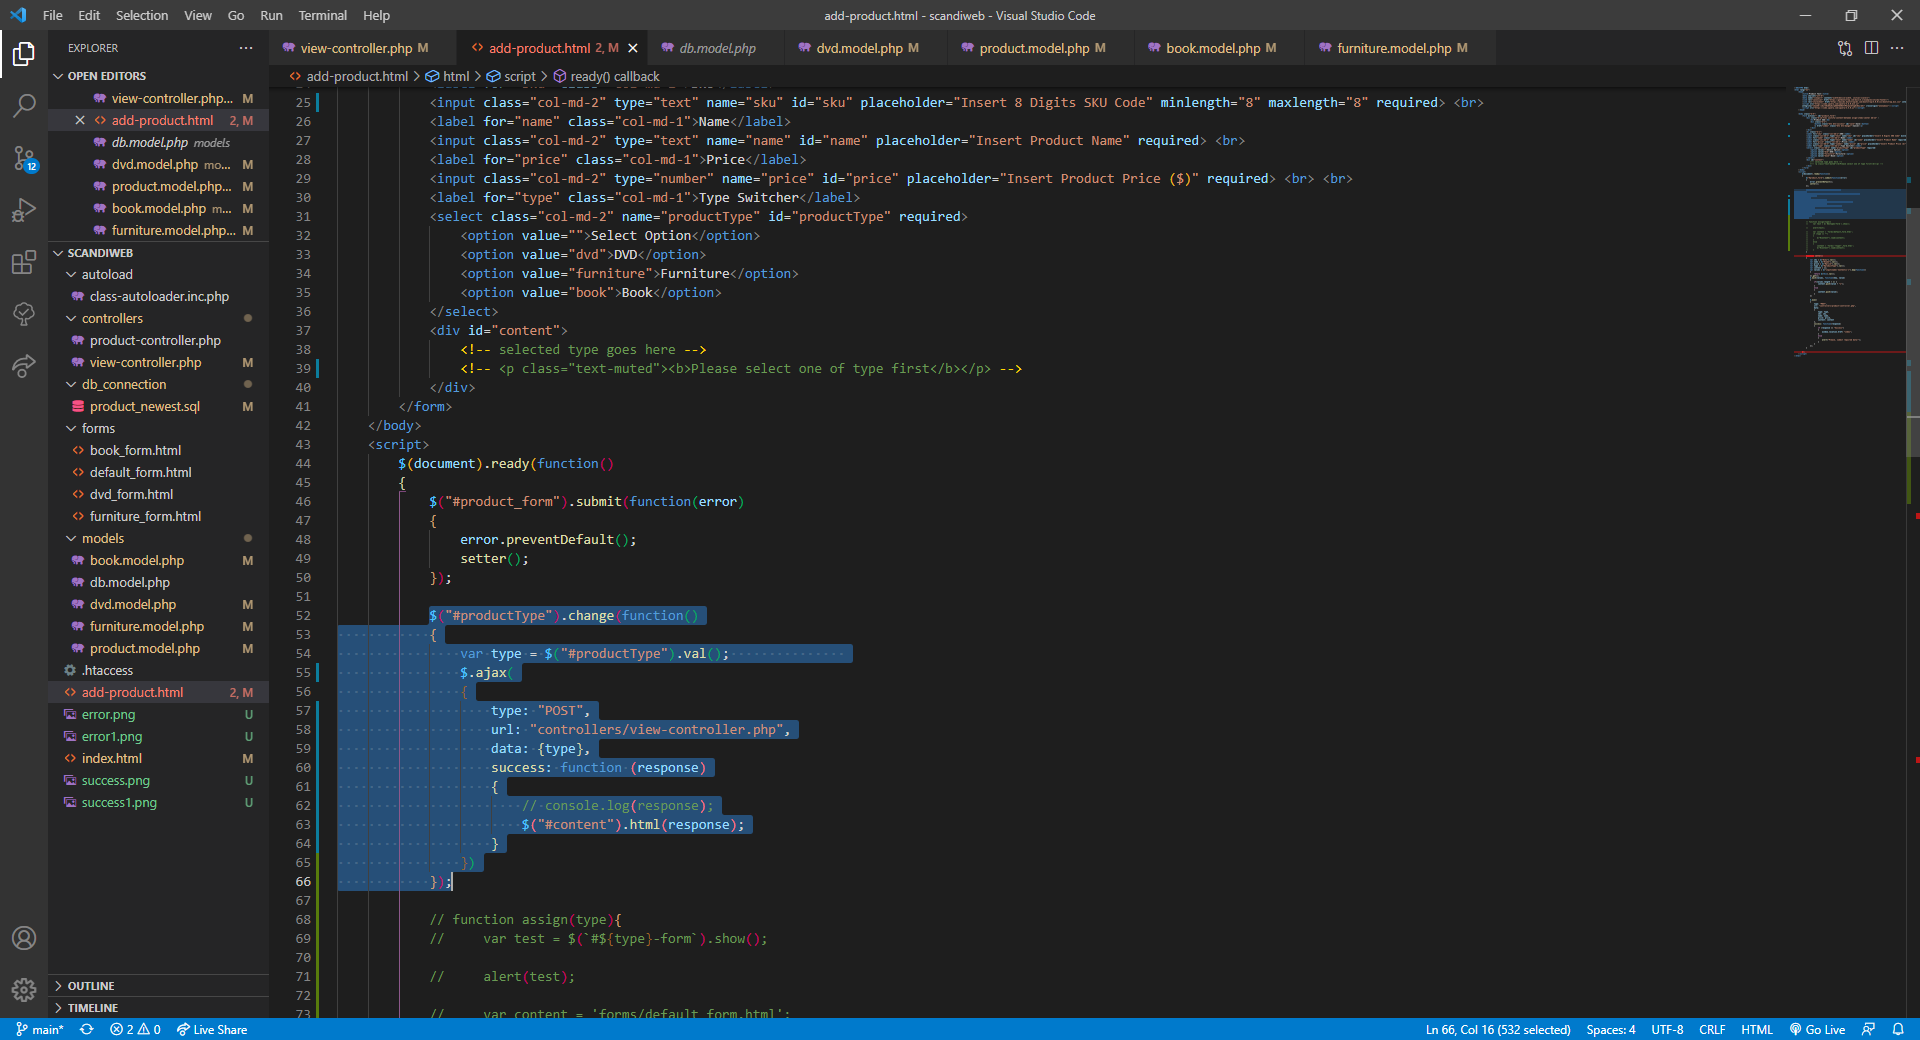 File Edit Selection View Go Run Terminal Help
add-product.html - scandiweb - Visual Studio Code
EXPLORER
view-controller.php M
add-product.html 2, M
db.model.php
dvd.model.php M
product.model.php M
book.model.php M
furniture.model.php M
add-product.html > html > script > ready() callback
OPEN EDITORS
view-controller.php... M
add-product.html 2, M
db.model.php models
dvd.model.php mo... M
product.model.php... M
book.model.php m... M
furniture.model.php... M
SCANDIWEB
autoload
class-autoloader.inc.php
controllers
product-controller.php
view-controller.php M
db_connection
product_newest.sql M
forms
book_form.html
default_form.html
dvd_form.html
furniture_form.html
models
book.model.php M
db.model.php
dvd.model.php M
furniture.model.php M
product.model.php M
.htaccess
add-product.html 2, M
error.png U
error1.png U
index.html M
success.png U
success1.png U
OUTLINE
TIMELINE
12
25 <input class="col-md-2" type="text" name="sku" id="sku" placeholder="Insert 8 Digits SKU Code" minlength="8" maxlength="8" required> <br>
26 <label for="name" class="col-md-1">Name</label>
27 <input class="col-md-2" type="text" name="name" id="name" placeholder="Insert Product Name" required> <br>
28 <label for="price" class="col-md-1">Price</label>
29 <input class="col-md-2" type="number" name="price" id="price" placeholder="Insert Product Price ($)" required> <br> <br>
30 <label for="type" class="col-md-1">Type Switcher</label>
31 <select class="col-md-2" name="productType" id="productType" required>
32 <option value="">Select Option</option>
33 <option value="dvd">DVD</option>
34 <option value="furniture">Furniture</option>
35 <option value="book">Book</option>
36 </select>
37 <div id="content">
38 <!-- selected type goes here -->
39 <!-- <p class="text-muted"><b>Please select one of type first</b></p> -->
40 </div>
41 </form>
42 </body>
43 <script>
44 $(document).ready(function()
45 {
46 $("#product_form").submit(function(error)
47 {
48 error.preventDefault();
49 setter();
50 });
51
52 $("#productType").change(function()
53 {
54 var type = $("#productType").val();
55 $.ajax(
56 {
57 type: "POST",
58 url: "controllers/view-controller.php",
59 data: {type},
60 success: function (response)
61 {
62 // console.log(response);
63 $("#content").html(response);
64 }
65 })
66 });
67
68 // function assign(type){
69 // var test = $(`#${type}-form`).show();
70
71 // alert(test);
72
73 // var content = 'forms/default_form.html';
main* 2 0 Live Share
Ln 66, Col 16 (532 selected) Spaces: 4 UTF-8 CRLF HTML Go Live